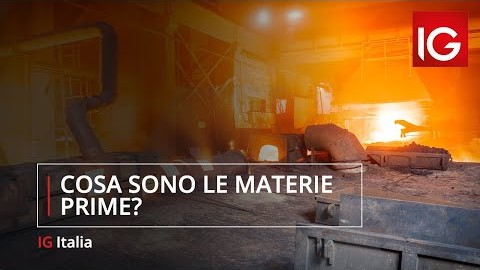 IG
COSA SONO LE MATERIE
PRIME?
IG Italia